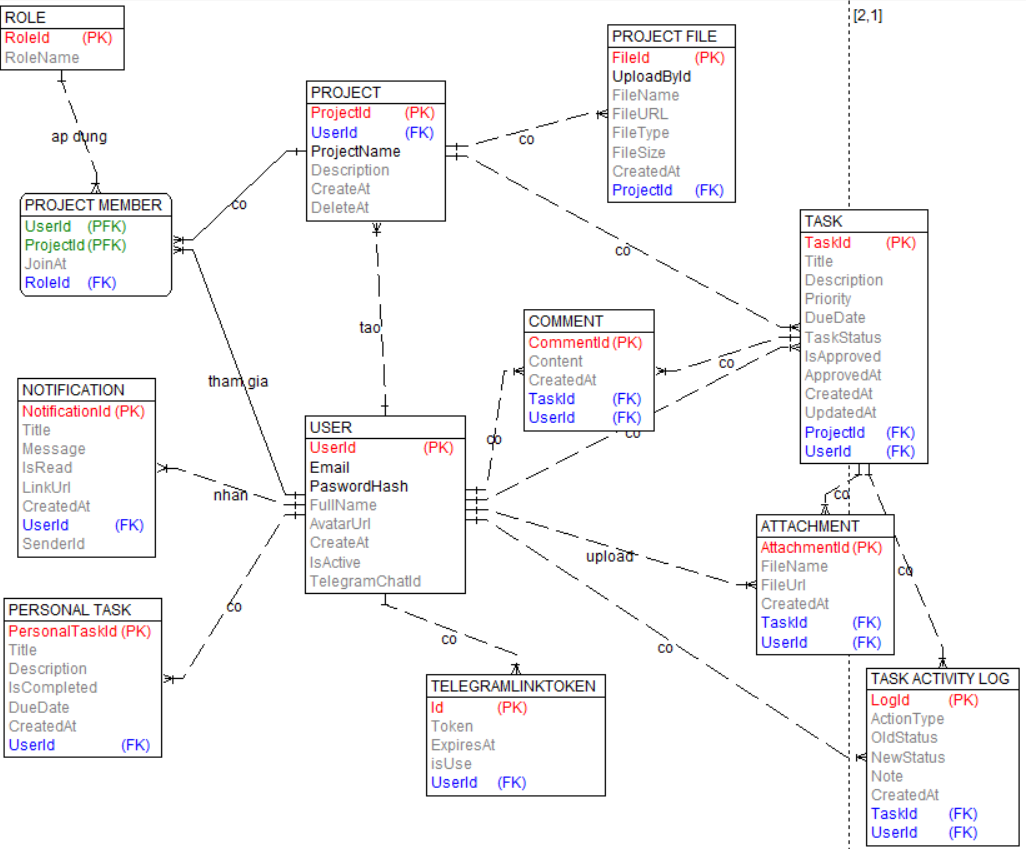 [2,1]
ROLE
RoleId (PK)
RoleName
ap dung
PROJECT MEMBER
UserId (PFK)
ProjectId (PFK)
JoinAt
RoleId (FK)
PROJECT
ProjectId (PK)
UserId (FK)
ProjectName
Description
CreateAt
DeleteAt
co
co
PROJECT FILE
FileId (PK)
UploadById
FileName
FileURL
FileType
FileSize
CreatedAt
ProjectId (FK)
co
TASK
TaskId (PK)
Title
Description
Priority
DueDate
TaskStatus
IsApproved
ApprovedAt
CreatedAt
UpdatedAt
ProjectId (FK)
UserId (FK)
tao
tham gia
COMMENT
CommentId (PK)
Content
CreatedAt
TaskId (FK)
UserId (FK)
co
co
co
NOTIFICATION
NotificationId (PK)
Title
Message
IsRead
LinkUrl
CreatedAt
UserId (FK)
SenderId
nhan
USER
UserId (PK)
Email
PaswordHash
FullName
AvatarUrl
CreateAt
IsActive
TelegramChatId
upload
co
ATTACHMENT
AttachmentId (PK)
FileName
FileUrl
CreatedAt
TaskId (FK)
UserId (FK)
co
PERSONAL TASK
PersonalTaskId (PK)
Title
Description
IsCompleted
DueDate
CreatedAt
UserId (FK)
co
co
TELEGRAMLINKTOKEN
Id (PK)
Token
ExpiresAt
isUse
UserId (FK)
co
TASK ACTIVITY LOG
LogId (PK)
ActionType
OldStatus
NewStatus
Note
CreatedAt
TaskId (FK)
UserId (FK)